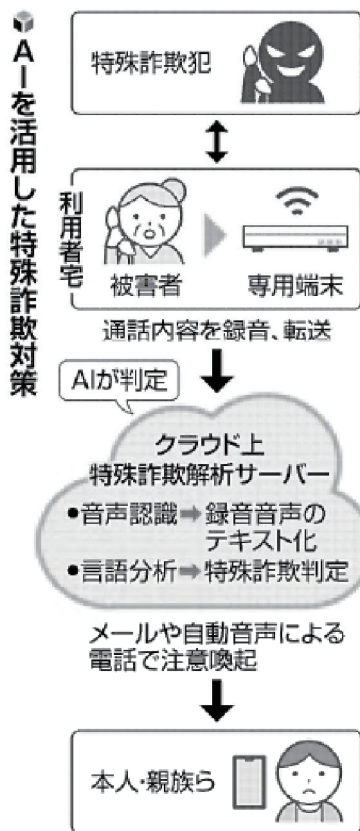 AIを活用した特殊詐欺対策
特殊詐欺犯
利用者宅
被害者
専用端末
通話内容を録音、転送
AIが判定
クラウド上
特殊詐欺解析サーバー
●音声認識➡録音音声の
テキスト化
●言語分析➡特殊詐欺判定
メールや自動音声による
電話で注意喚起
本人・親族ら